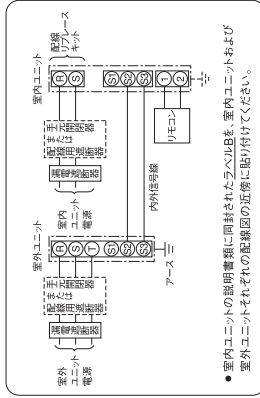 室内ユニット
配線
リプレース
キット
R
S
S1
S2
S3
1
2
リモコン
手元開閉器
または
配線用遮断器
漏電遮断器
室内
ユニット
電源
内外信号線
室外ユニット
R
S
T
S1
S2
S3
アース
手元開閉器
または
配線用遮断器
漏電遮断器
室外
ユニット
電源
● 室内ユニットの説明書類に同封されたラベルBを、室内ユニットおよび
室外ユニットそれぞれの配線図の近傍に貼り付けてください。